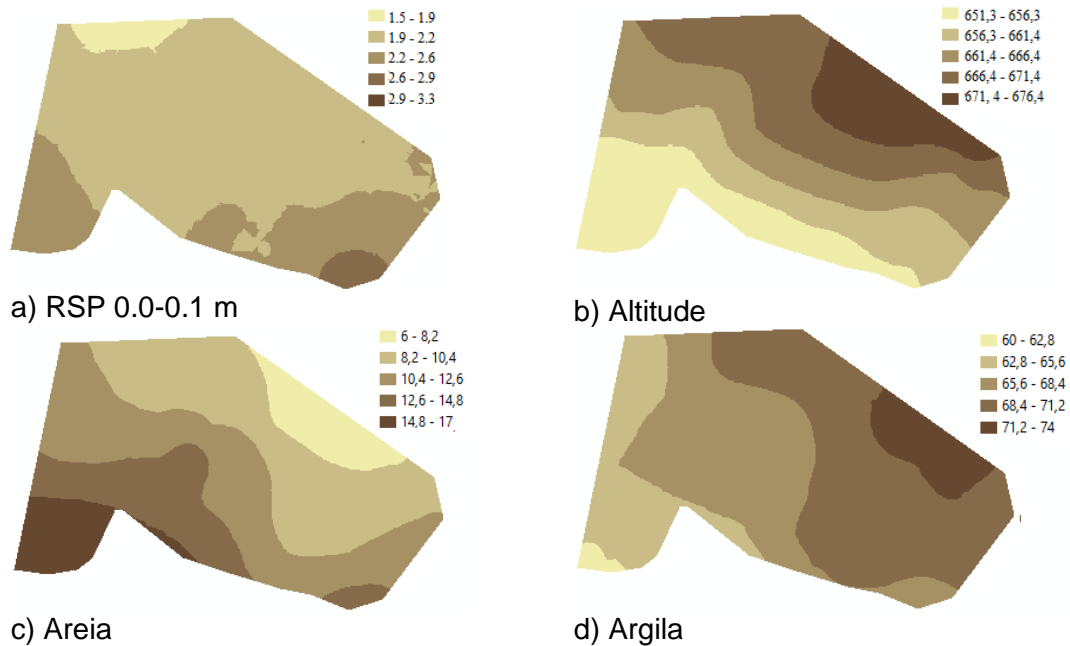 1.5 - 1.9
1.9 - 2.2
2.2 - 2.6
2.6 - 2.9
2.9 - 3.3
a) RSP 0.0-0.1 m
651,3 - 656,3
656,3 - 661,4
661,4 - 666,4
666,4 - 671,4
671, 4 - 676,4
b) Altitude
6 - 8,2
8,2 - 10,4
10,4 - 12,6
12,6 - 14,8
14,8 - 17
c) Areia
60 - 62,8
62,8 - 65,6
65,6 - 68,4
68,4 - 71,2
71,2 - 74
d) Argila